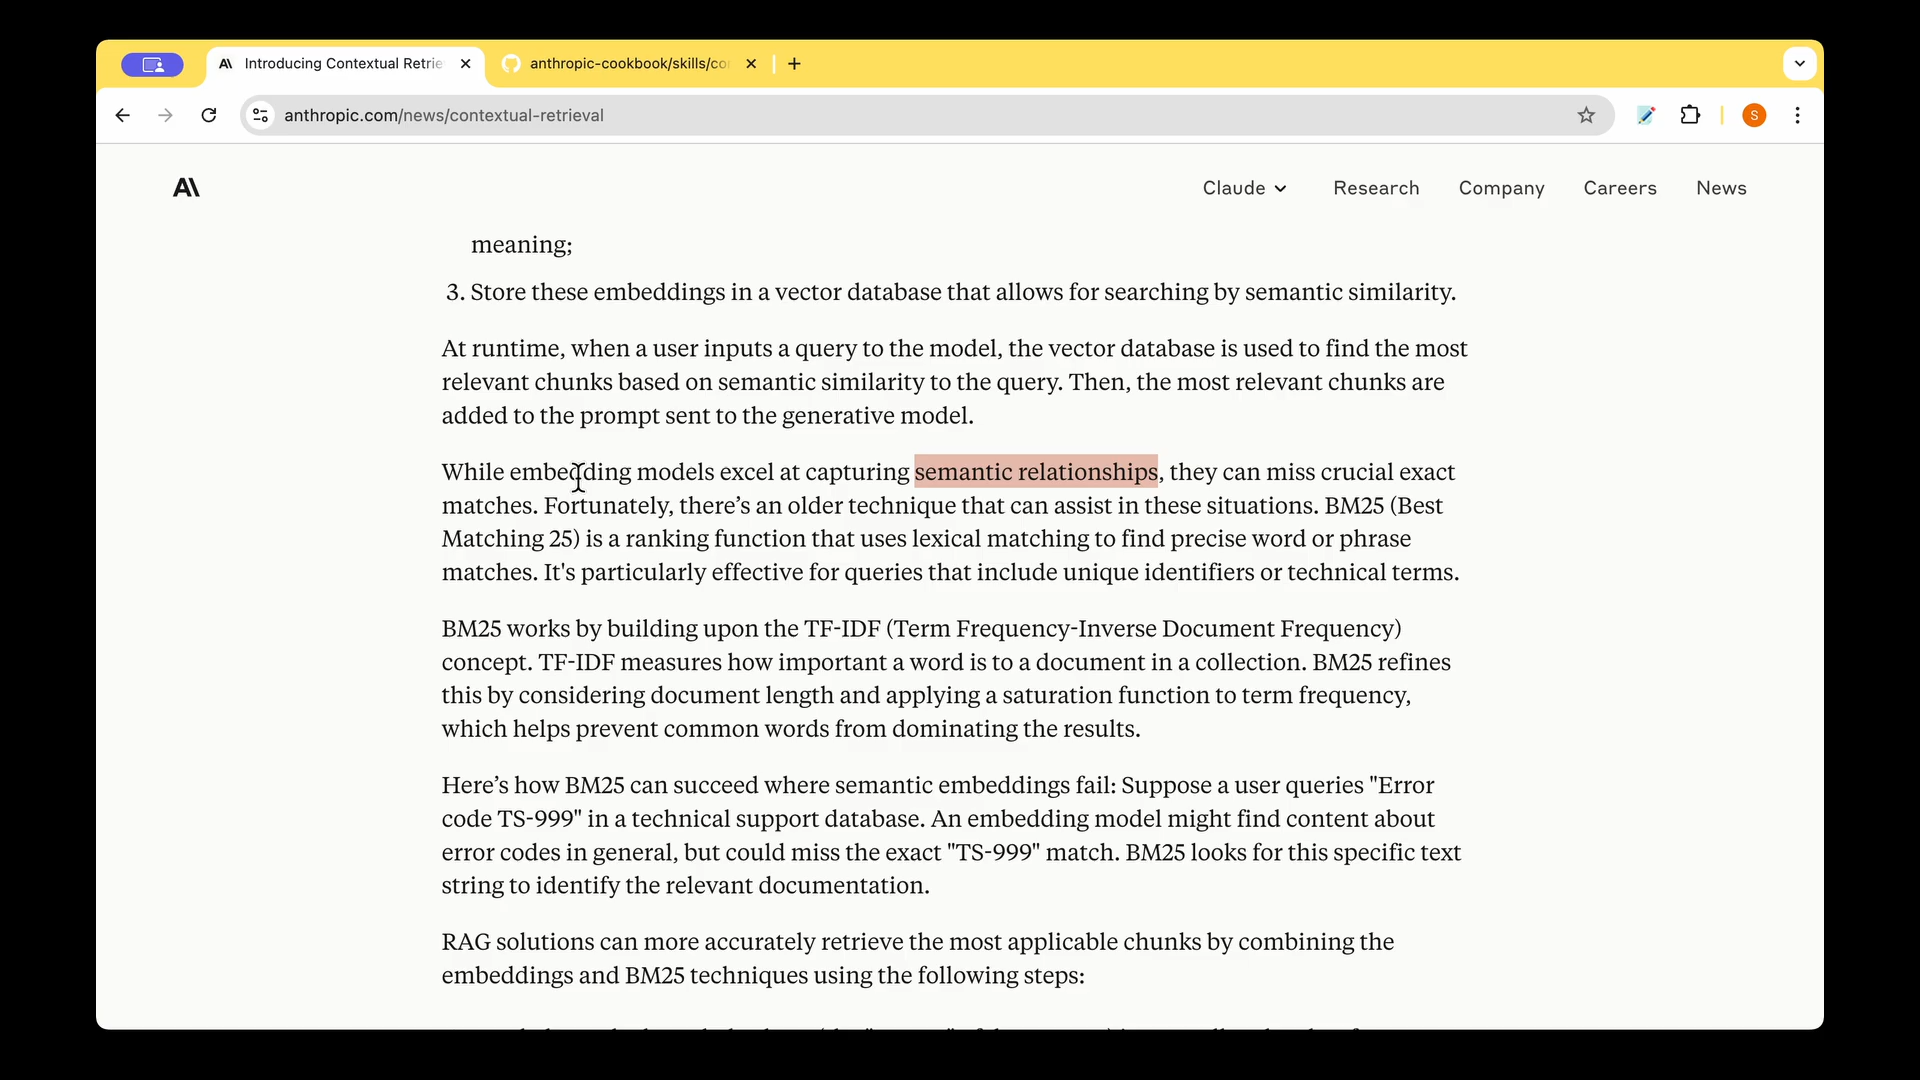 Introducing Contextual Retrie
anthropic-cookbook/skills/co
anthropic.com/news/contextual-retrieval
S
A\
Claude
Research
Company
Careers
News
meaning;
3. Store these embeddings in a vector database that allows for searching by semantic similarity.
At runtime, when a user inputs a query to the model, the vector database is used to find the most
relevant chunks based on semantic similarity to the query. Then, the most relevant chunks are
added to the prompt sent to the generative model.
While embedding models excel at capturing semantic relationships, they can miss crucial exact
matches. Fortunately, there’s an older technique that can assist in these situations. BM25 (Best
Matching 25) is a ranking function that uses lexical matching to find precise word or phrase
matches. It's particularly effective for queries that include unique identifiers or technical terms.
BM25 works by building upon the TF-IDF (Term Frequency-Inverse Document Frequency)
concept. TF-IDF measures how important a word is to a document in a collection. BM25 refines
this by considering document length and applying a saturation function to term frequency,
which helps prevent common words from dominating the results.
Here’s how BM25 can succeed where semantic embeddings fail: Suppose a user queries "Error
code TS-999" in a technical support database. An embedding model might find content about
error codes in general, but could miss the exact "TS-999" match. BM25 looks for this specific text
string to identify the relevant documentation.
RAG solutions can more accurately retrieve the most applicable chunks by combining the
embeddings and BM25 techniques using the following steps: